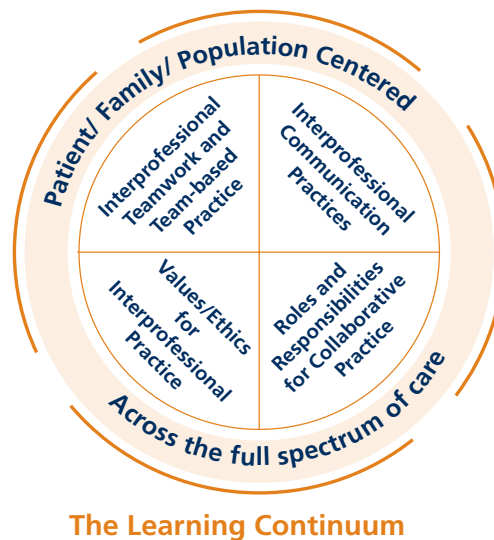 Patient/ Family/ Population Centered
Interprofessional
Teamwork and
Team-based
Practice
Interprofessional
Communication
Practices
Values/Ethics
for
Interprofessional
Practice
Roles and
Responsibilities
for Collaborative
Practice
Across the full spectrum of care
The Learning Continuum